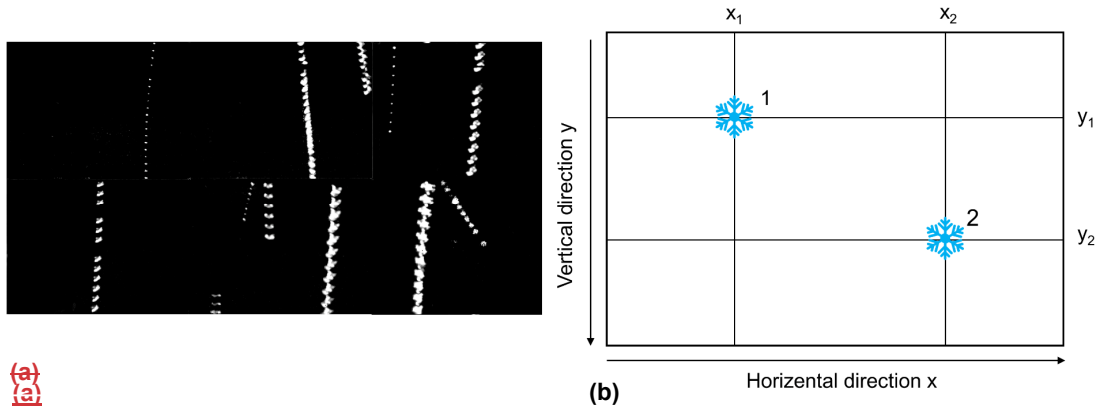 x₁ x₂
1
y₁
Vertical direction y
2
y₂
Horizental direction x
(a)
(a)
(b)